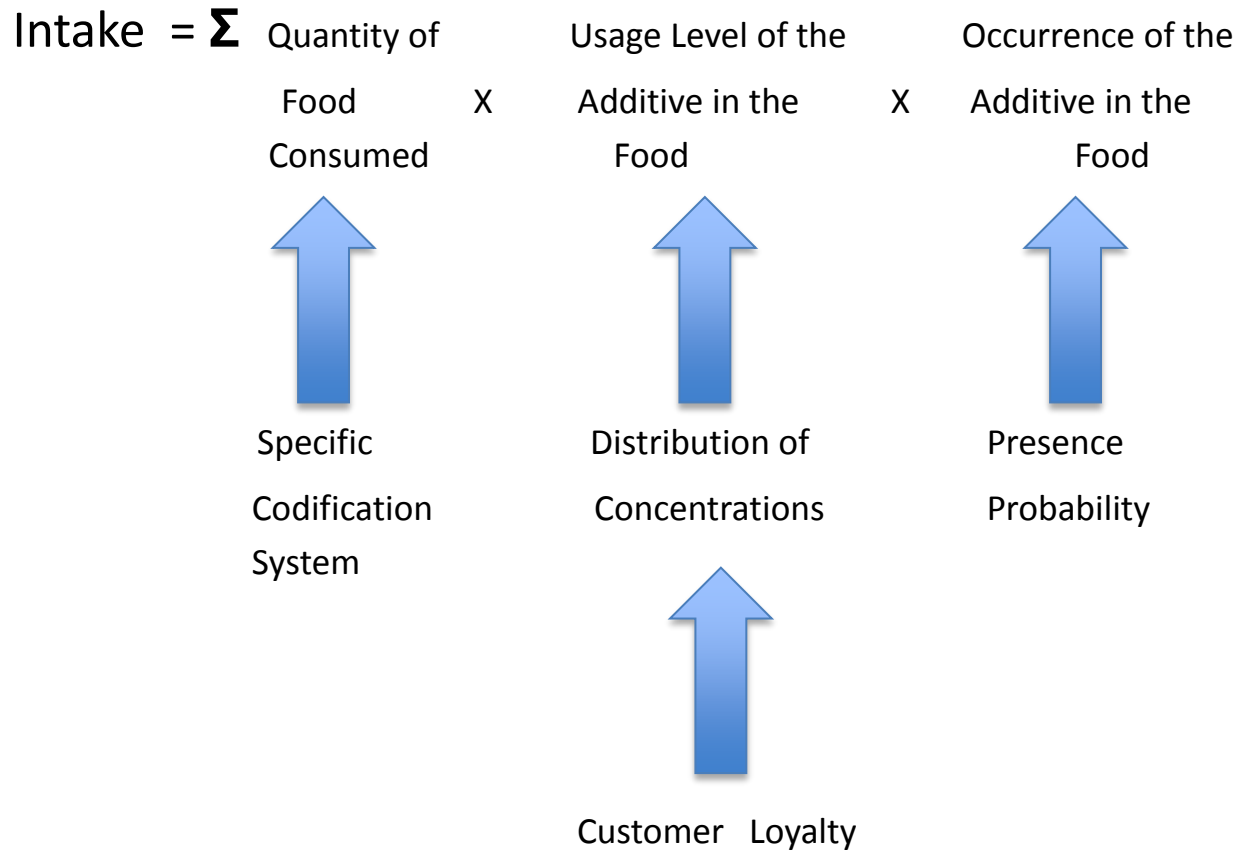 Intake = Σ Quantity of Usage Level of the Occurrence of the
Food X Additive in the X Additive in the
Consumed Food Food
Specific Distribution of Presence
Codification Concentrations Probability
System
Customer Loyalty